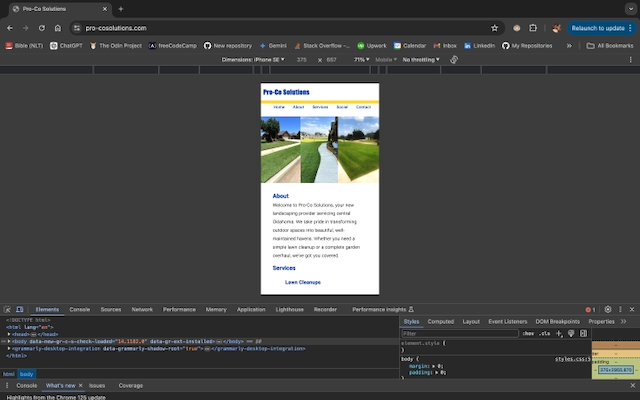 Pro-Co Solutions
pro-cosolutions.com
Relaunch to update
Bible (NLT) ChatGPT The Odin Project freeCodeCamp New repository Gemini Stack Overflow -... Upwork Calendar Inbox LinkedIn My Repositories » All Bookmarks
Dimensions: iPhone SE 375 x 667 71% Mobile No throttling
Pro-Co Solutions
Home About Services Social Contact
About
Welcome to Pro-Co Solutions, your new
landscaping provider servicing central
Oklahoma. We take pride in transforming
outdoor spaces into beautiful, well-
maintained havens. Whether you need a
simple lawn cleanup or a complete garden
overhaul, we've got you covered.
Services
Lawn Cleanups
Elements Console Sources Network Performance Memory Application Lighthouse Recorder Performance insights 1
<!DOCTYPE html>
<html lang="en">
<head>…</head>
<body data-new-gr-c-s-check-loaded="14.1182.0" data-gr-ext-installed>…</body> == $0
<grammarly-desktop-integration data-grammarly-shadow-root="true">…</grammarly-desktop-integration>
</html>
html body
Styles Computed Layout Event Listeners DOM Breakpoints Properties »
Filter :hov .cls
element.style {
}
body { styles.css:5
margin: 0;
padding: 0;
padding
375×3965.875
Console What's new Issues Coverage
Highlights from the Chrome 125 update